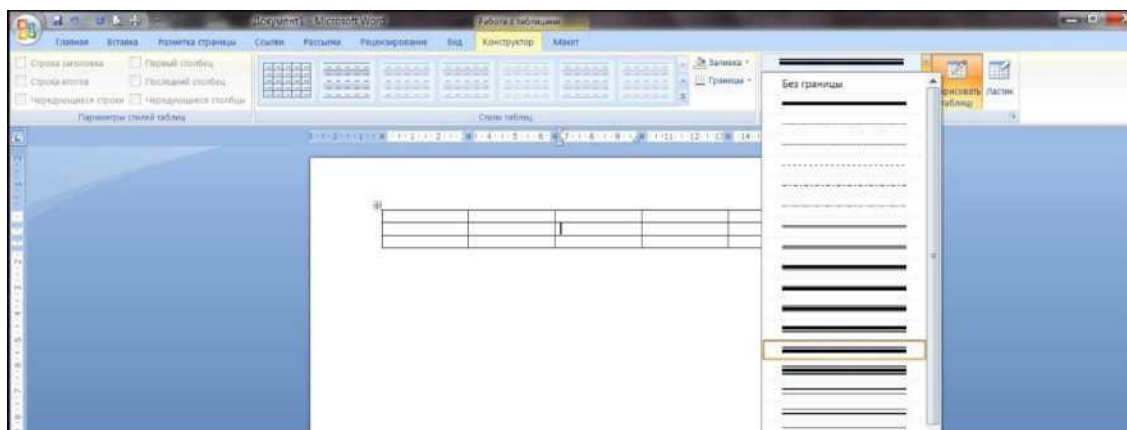 Документ1 - Microsoft Word
Работа с таблицами
Главная Вставка Разметка страницы Ссылки Рассылки Рецензирование Вид Конструктор Макет
Строка заголовка Первый столбец
Строка итогов Последний столбец
Чередующиеся строки Чередующиеся столбцы
Параметры стилей таблиц
Стили таблиц
Заливка
Границы
Без границы
таблицу
Ластик